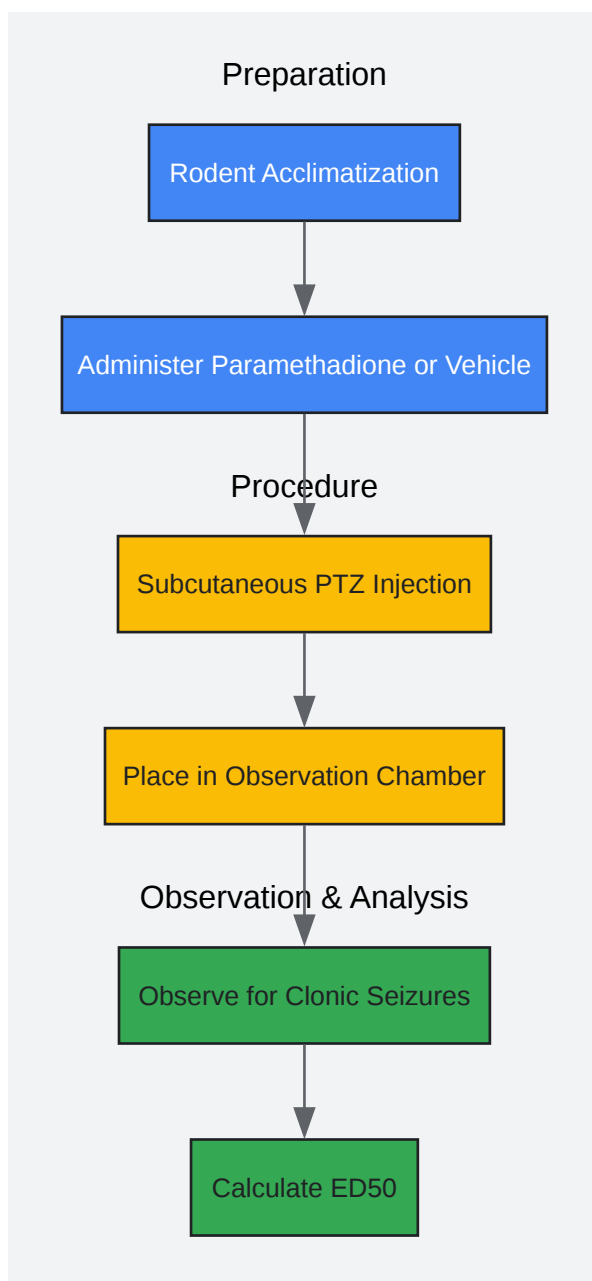 Preparation
Rodent Acclimatization
Administer Paramethadione or Vehicle
Procedure
Subcutaneous PTZ Injection
Place in Observation Chamber
Observation & Analysis
Observe for Clonic Seizures
Calculate ED50